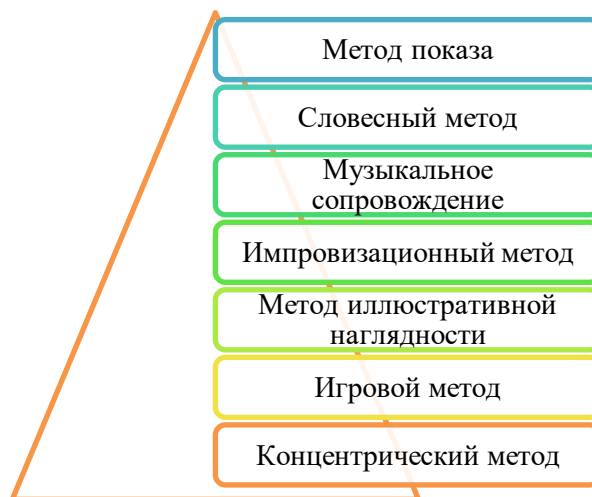 Метод показа
Словесный метод
Музыкальное
сопровождение
Импровизационный метод
Метод иллюстративной
наглядности
Игровой метод
Концентрический метод